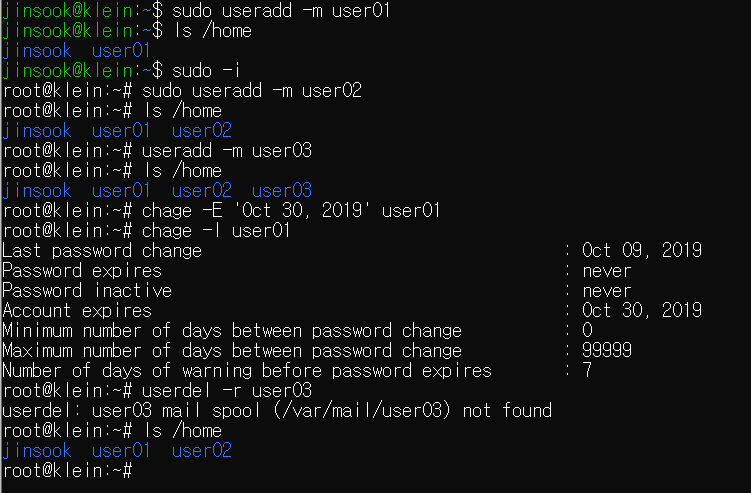 jinsook@klein:~$ sudo useradd -m user01
jinsook@klein:~$ ls /home
jinsook  user01
jinsook@klein:~$ sudo -i
root@klein:~# sudo useradd -m user02
root@klein:~# ls /home
jinsook  user01  user02
root@klein:~# useradd -m user03
root@klein:~# ls /home
jinsook  user01  user02  user03
root@klein:~# chage -E 'Oct 30, 2019' user01
root@klein:~# chage -l user01
Last password change                                    : Oct 09, 2019
Password expires                                        : never
Password inactive                                       : never
Account expires                                         : Oct 30, 2019
Minimum number of days between password change          : 0
Maximum number of days between password change          : 99999
Number of days of warning before password expires       : 7
root@klein:~# userdel -r user03
userdel: user03 mail spool (/var/mail/user03) not found
root@klein:~# ls /home
jinsook  user01  user02
root@klein:~#